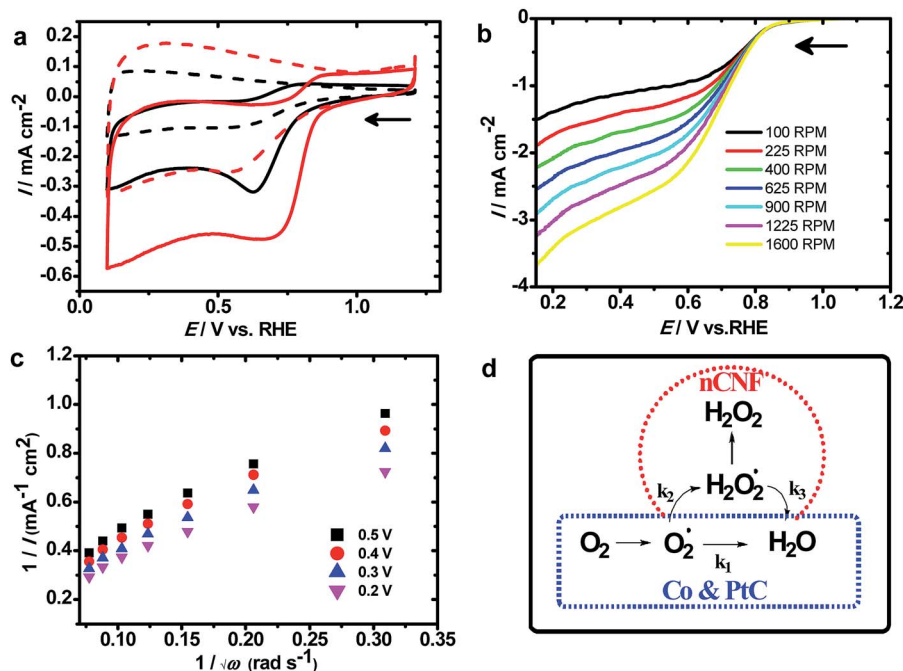 a
0.2
0.1
0.0
-0.1
-0.2
-0.3
-0.4
-0.5
-0.6
I / mA cm-2
0.0 0.5 1.0
E / V vs. RHE
b
0
-1
-2
-3
-4
I / mA cm-2
100 RPM
225 RPM
400 RPM
625 RPM
900 RPM
1225 RPM
1600 RPM
0.2 0.4 0.6 0.8 1.0 1.2
E / V vs.RHE
c
1.2
1.0
0.8
0.6
0.4
0.2
1 / I / (mA-1 cm2)
0.5 V
0.4 V
0.3 V
0.2 V
0.10 0.15 0.20 0.25 0.30 0.35
1 / √ω (rad s-1)
d
nCNF
H2O2
k2 H2O2• k3
O2 O2• H2O
k1
Co & PtC